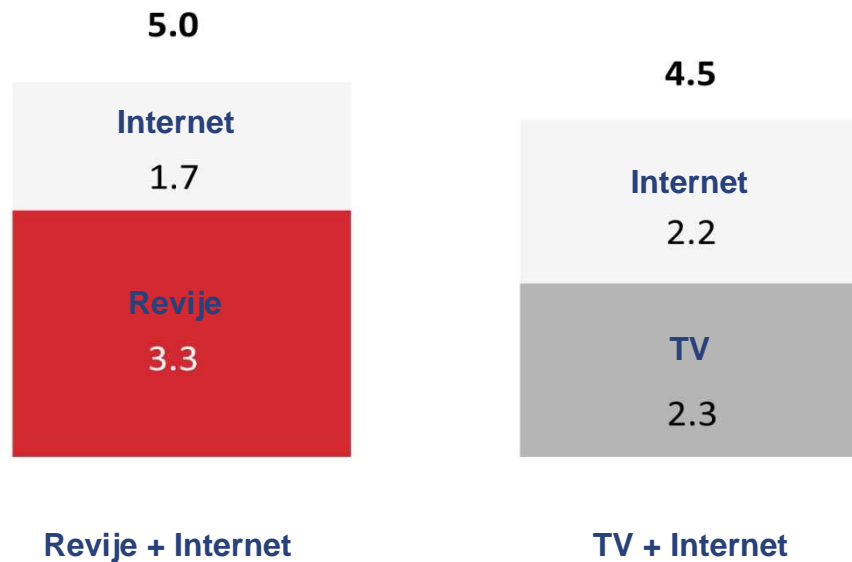 5.0
Internet
1.7
Revije
3.3
Revije + Internet
4.5
Internet
2.2
TV
2.3
TV + Internet